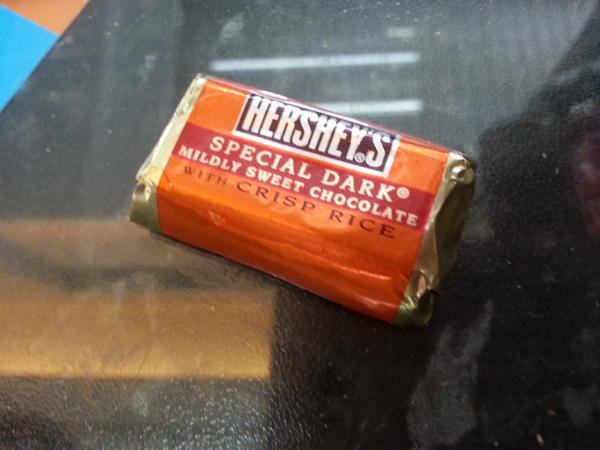 HERSHEY'S®
SPECIAL DARK®
MILDLY SWEET CHOCOLATE
WITH CRISP RICE